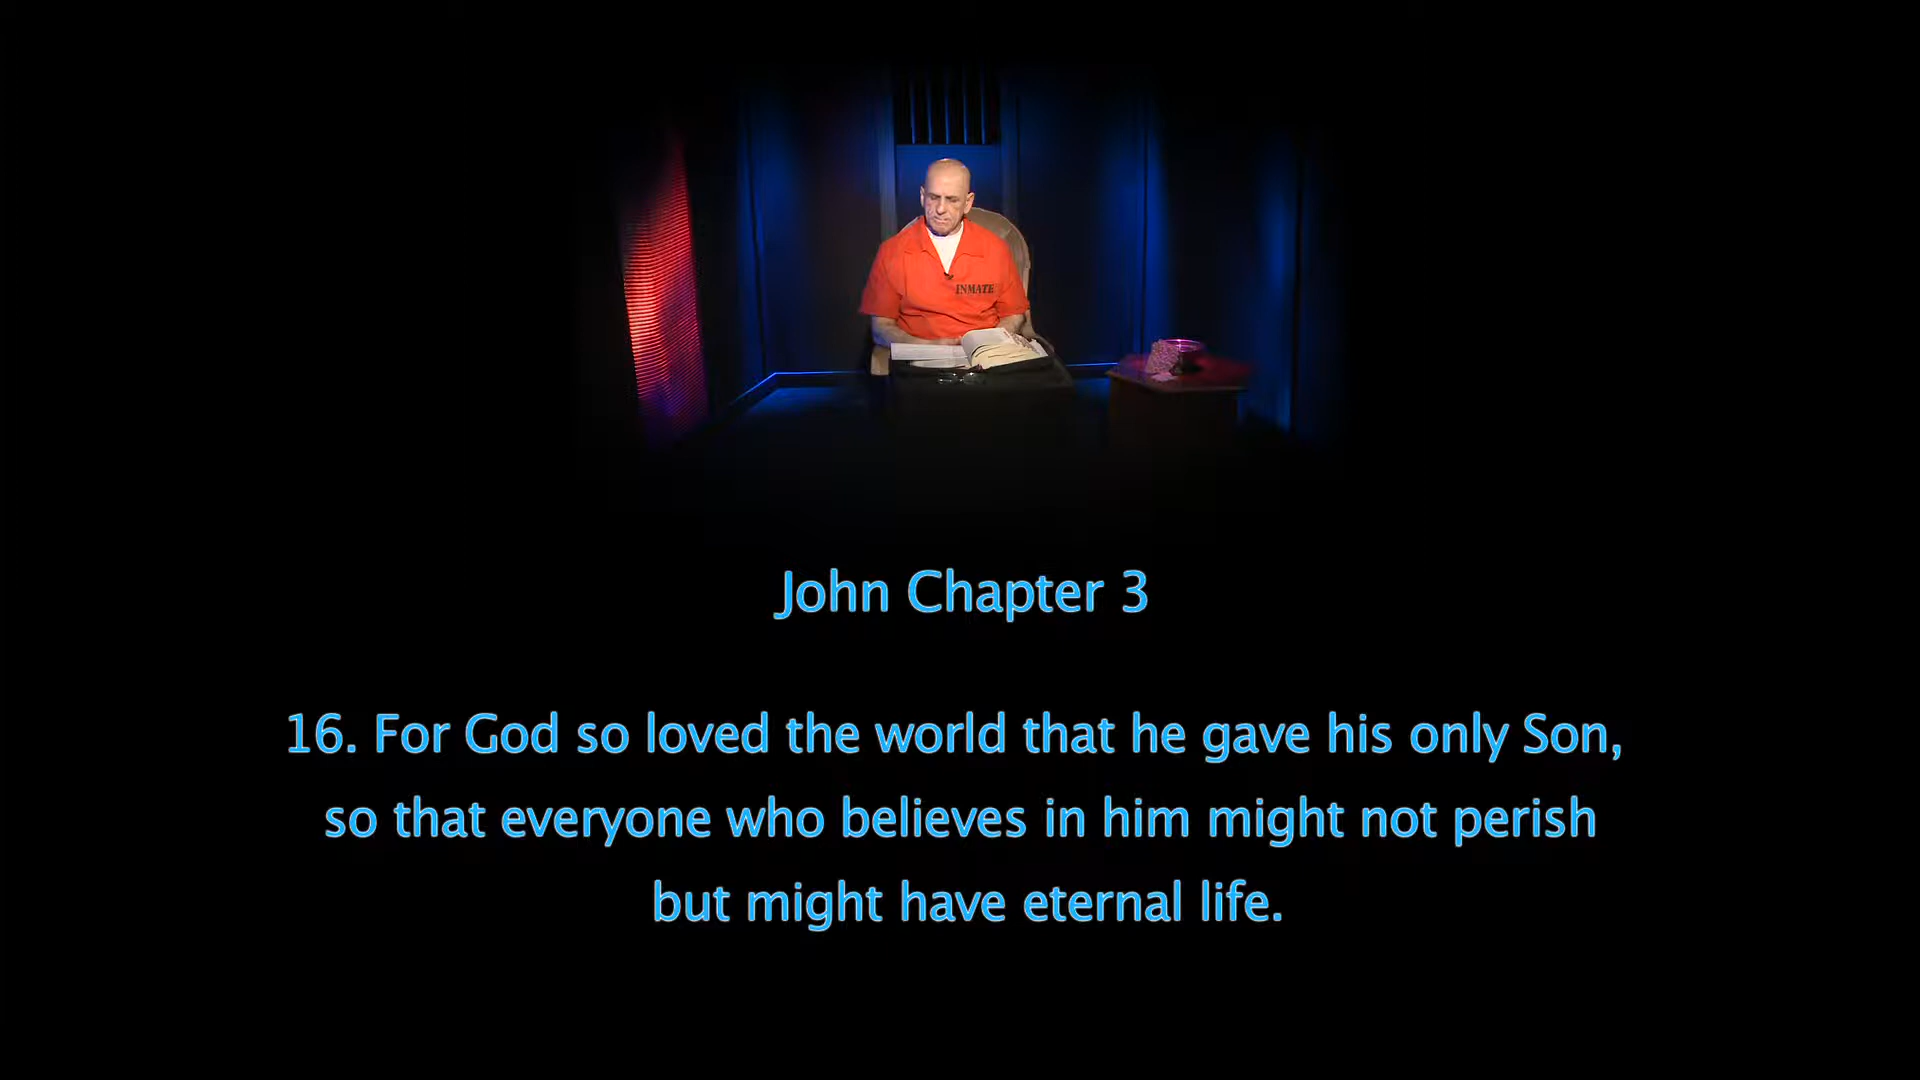 INMATE
John Chapter 3
16. For God so loved the world that he gave his only Son,
so that everyone who believes in him might not perish
but might have eternal life.